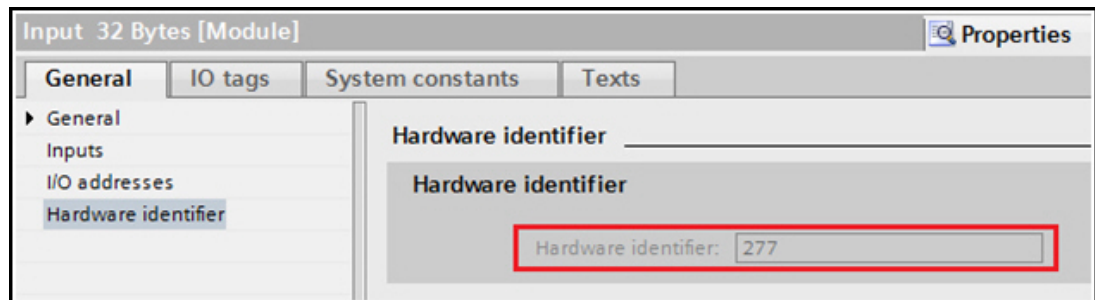 Input 32 Bytes [Module]
Properties
General
IO tags
System constants
Texts
General
Inputs
I/O addresses
Hardware identifier
Hardware identifier
Hardware identifier
Hardware identifier: 277